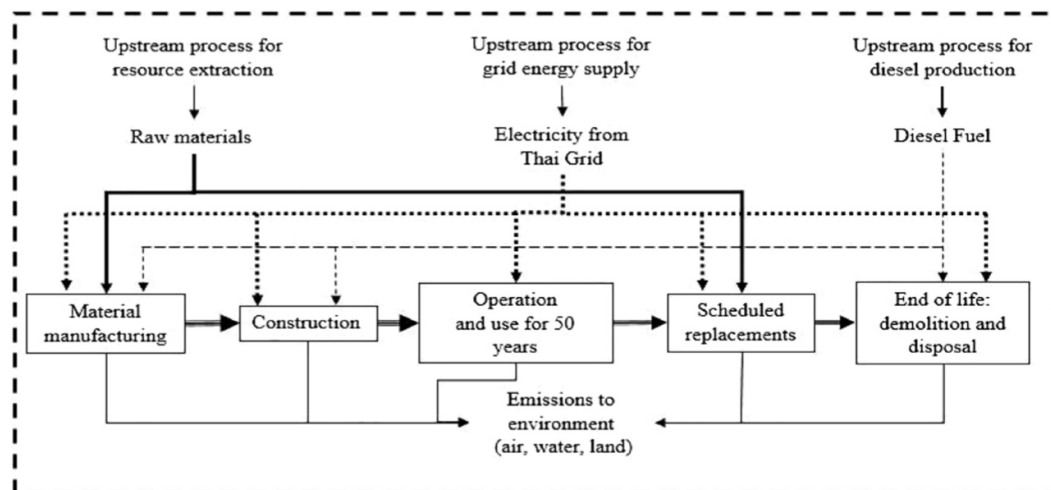 Upstream process for
resource extraction
Upstream process for
grid energy supply
Upstream process for
diesel production
Raw materials
Electricity from
Thai Grid
Diesel Fuel
Material
manufacturing
Construction
Operation
and use for 50
years
Scheduled
replacements
End of life:
demolition and
disposal
Emissions to
environment
(air, water, land)